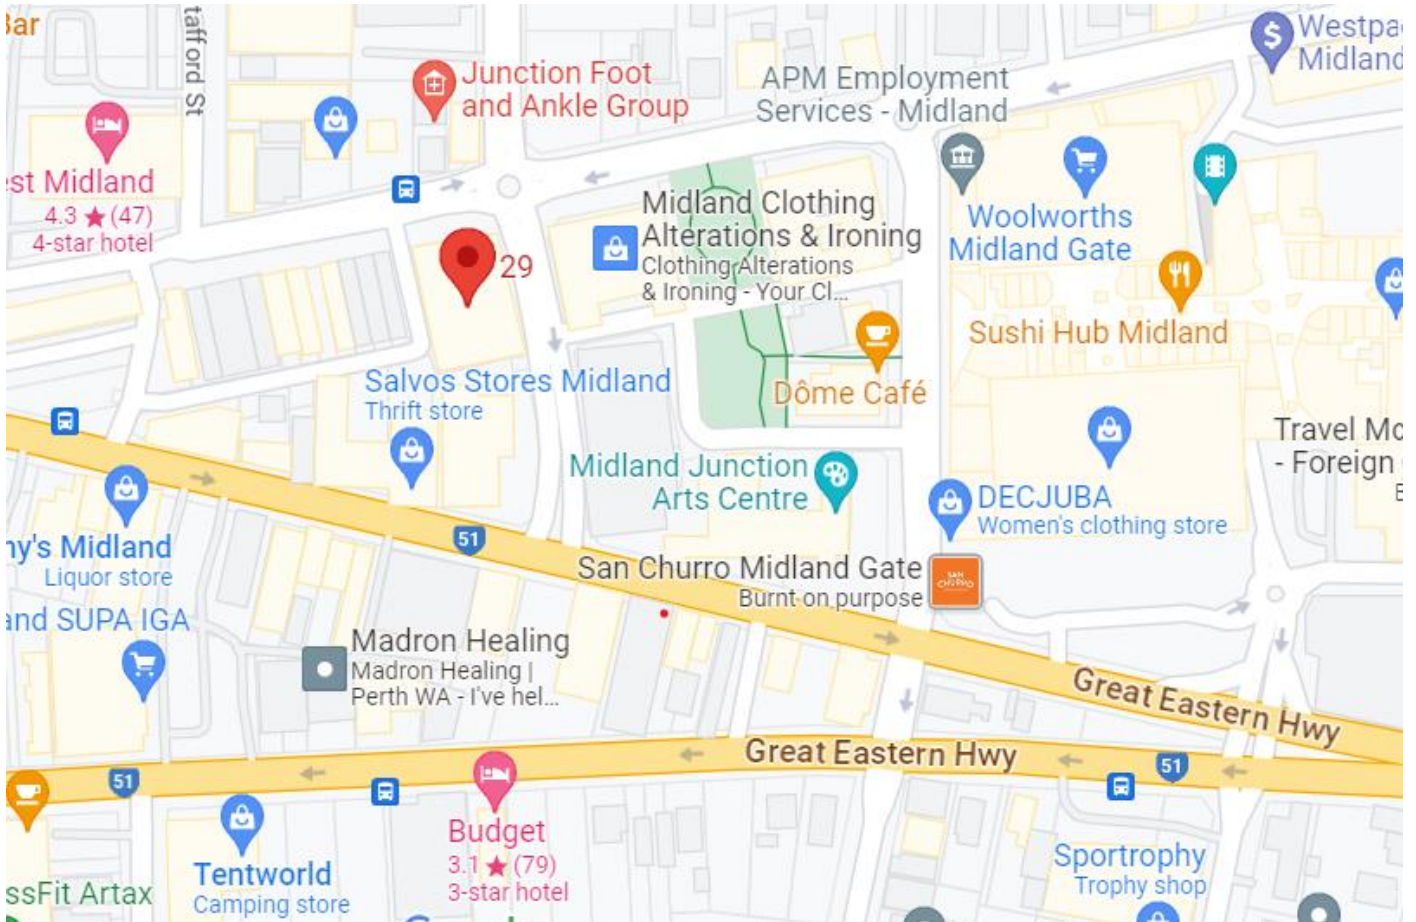 Bar
tafford St
Junction Foot
and Ankle Group
APM Employment
Services - Midland
$
Westpa
Midland
est Midland
4.3 ★ (47)
4-star hotel
29
Midland Clothing
Alterations & Ironing
Clothing Alterations
& Ironing - Your Cl...
Woolworths
Midland Gate
Sushi Hub Midland
Salvos Stores Midland
Thrift store
Dôme Café
Travel Mo
- Foreign
Midland Junction
Arts Centre
DECJUBA
Women's clothing store
ny's Midland
Liquor store
51
San Churro Midland Gate
Burnt on purpose
SAN
CHURRO
and SUPA IGA
Madron Healing
Madron Healing |
Perth WA - I've hel...
Great Eastern Hwy
Great Eastern Hwy
51
51
Budget
3.1 ★ (79)
3-star hotel
Tentworld
Camping store
ssFit Artax
Sportrophy
Trophy shop